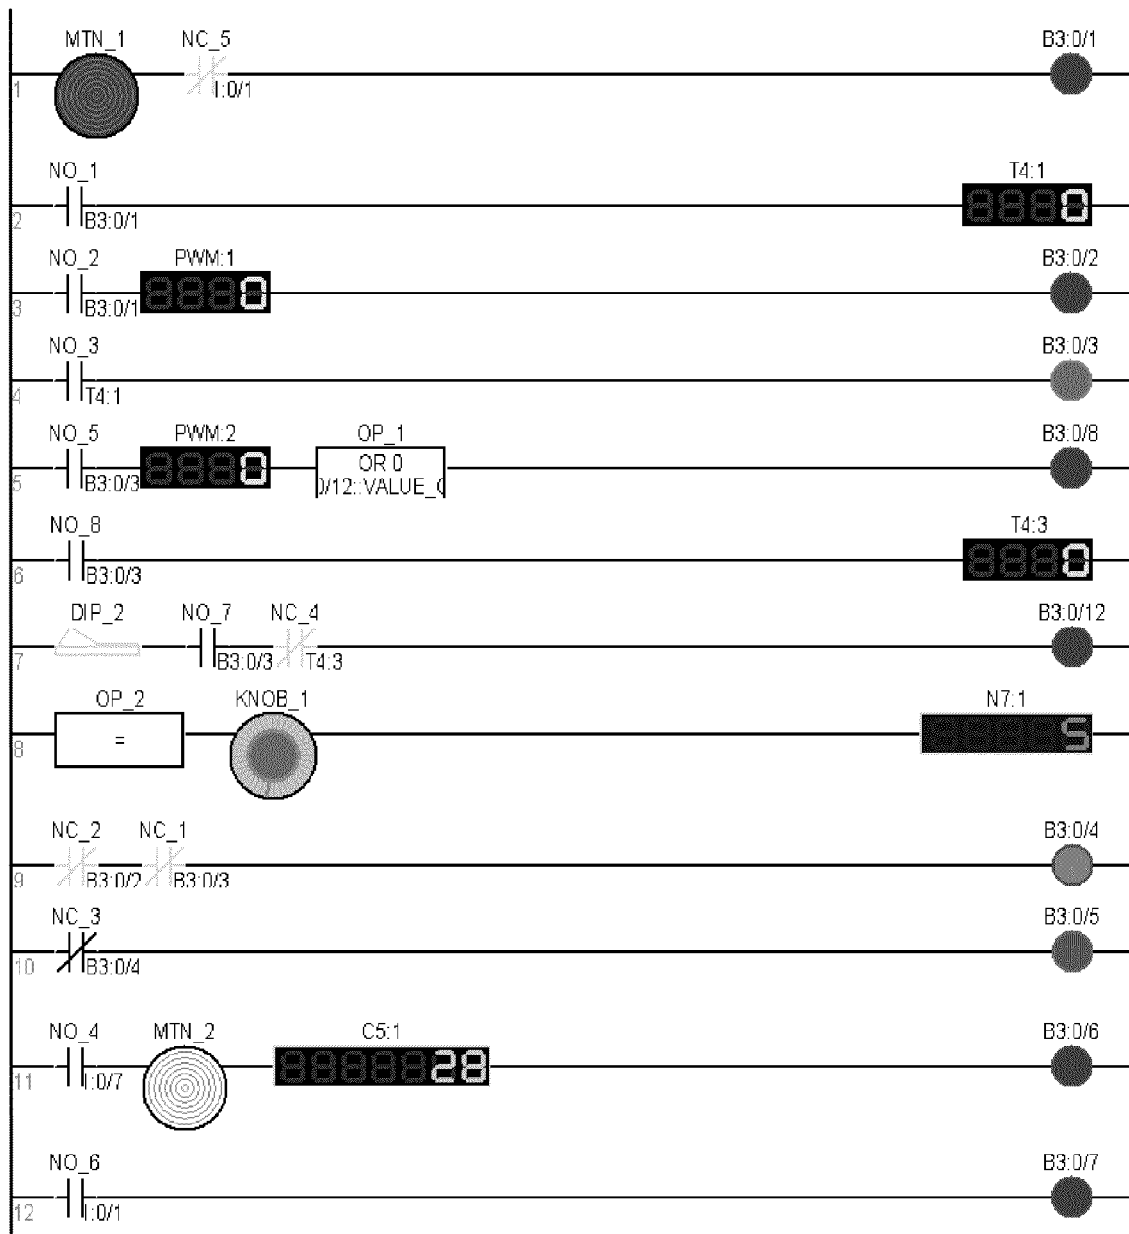 MTN_1 NC_5 B3:0/1
1 I:0/1
NO_1 T4:1
2 B3:0/1 0
NO_2 PWM:1 B3:0/2
3 B3:0/1 0
NO_3 B3:0/3
4 T4:1
NO_5 PWM:2 OP_1 B3:0/8
OR 0
5 B3:0/3 0 0/12::VALUE_0
NO_8 T4:3
6 B3:0/3 0
DIP_2 NO_7 NC_4 B3:0/12
7 B3:0/3 T4:3
OP_2 KNOB_1 N7:1
8 = 5
NC_2 NC_1 B3:0/4
9 B3:0/2 B3:0/3
NC_3 B3:0/5
10 B3:0/4
NO_4 MTN_2 C5:1 B3:0/6
11 I:0/7 28
NO_6 B3:0/7
12 I:0/1